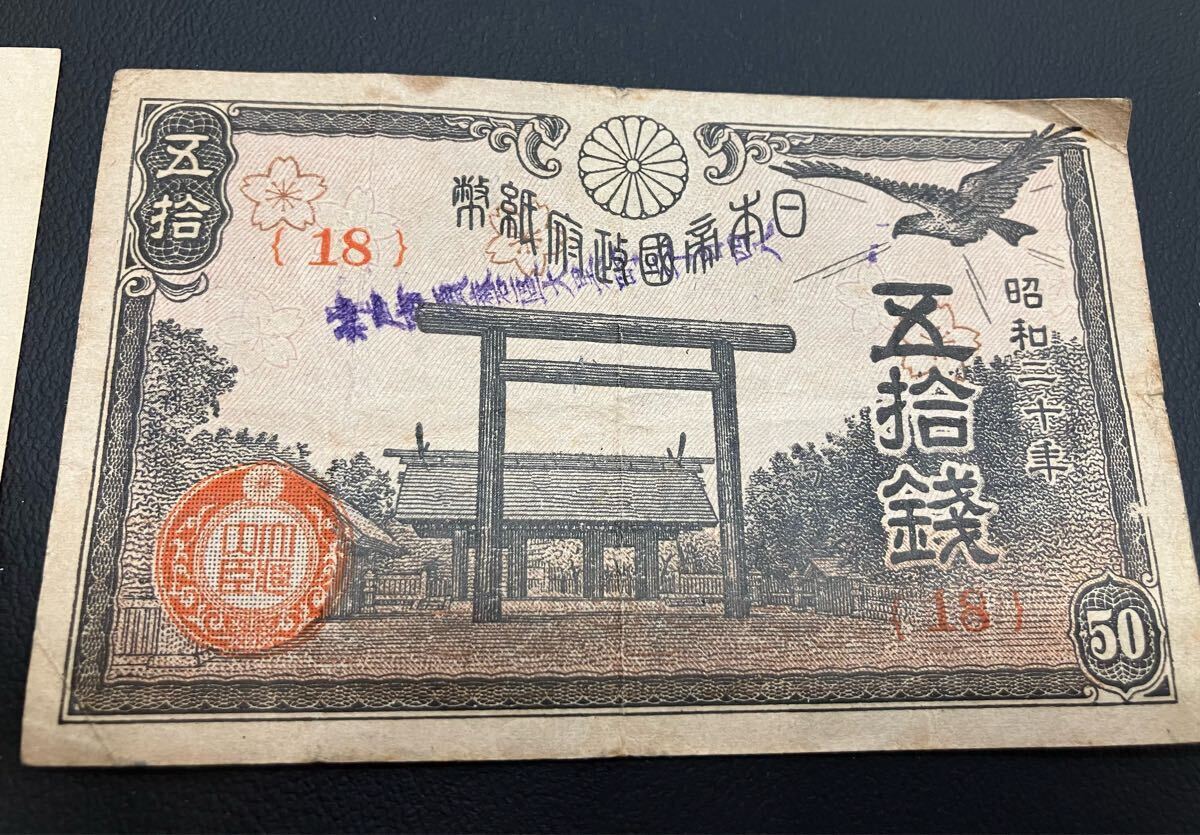 五拾
{ 18 }
日本帝國政府紙幣
昭和二十年
五拾錢
{ 18 }
50